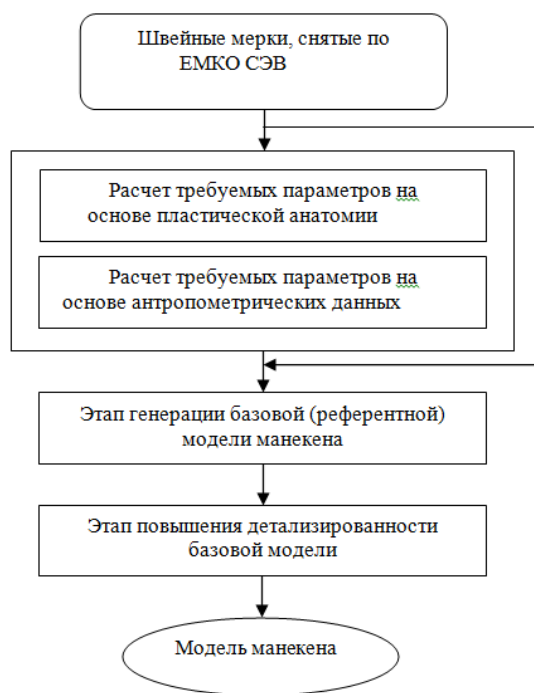 Швейные мерки, снятые по
ЕМКО СЭВ
Расчет требуемых параметров на
основе пластической анатомии
Расчет требуемых параметров на
основе антропометрических данных
Этап генерации базовой (референтной)
модели манекена
Этап повышения детализированности
базовой модели
Модель манекена